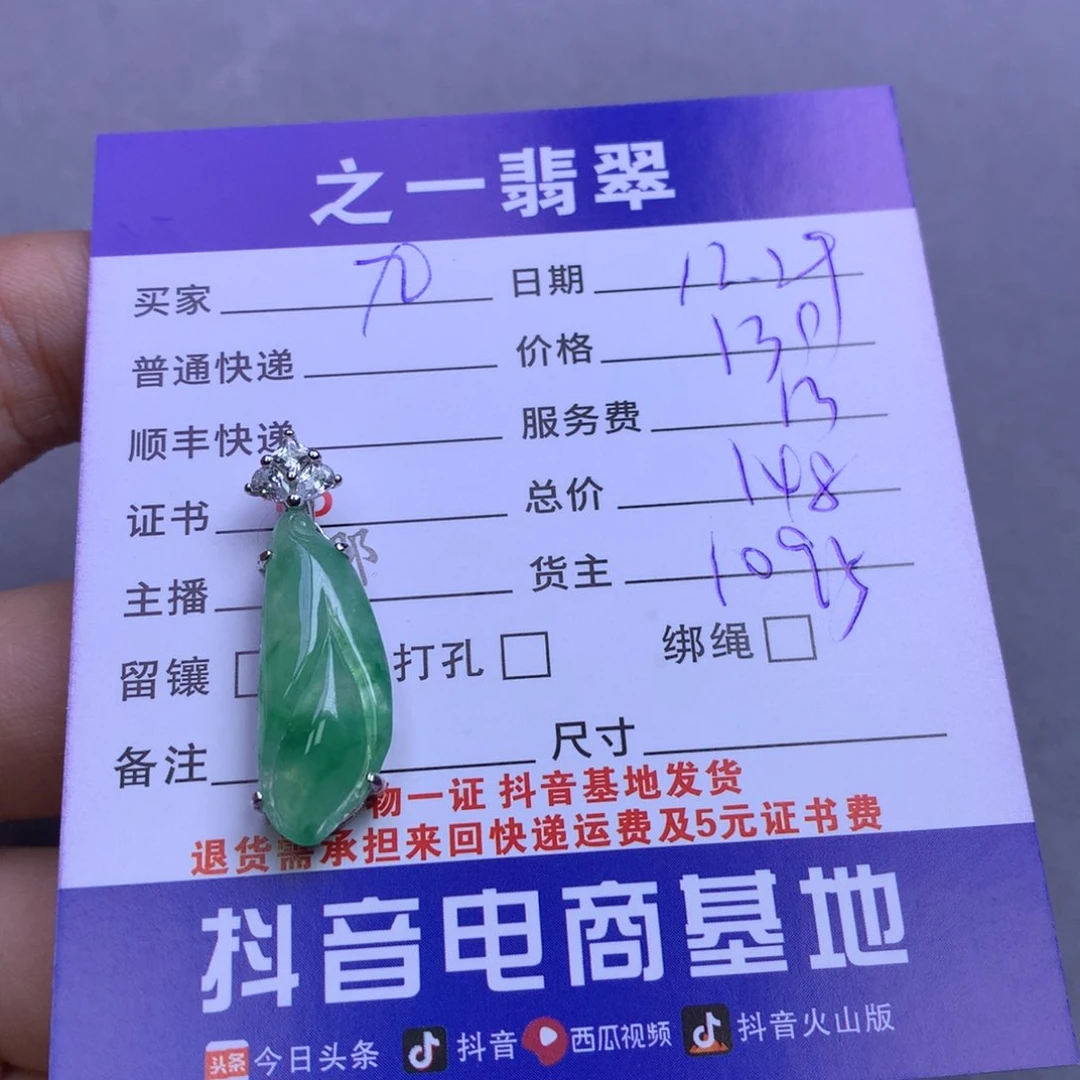 之一翡翠
买家 日期 12.29
普通快递 价格
顺丰快递 服务费 13
证书 总价 148
主播 货主 1095
留镶 打孔 绑绳
备注 尺寸
物一证 抖音基地发货
退货需承担来回快递运费及5元证书费
抖音电商基地
头条 今日头条 抖音 西瓜视频 抖音火山版